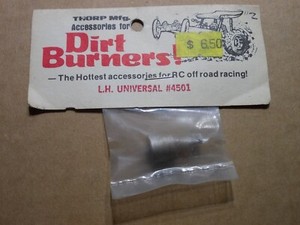 THORP Mfg.
Accessories for
Dirt
Burners!
$ 6.50
— The Hottest accessories for RC off road racing!
L.H. UNIVERSAL #4501